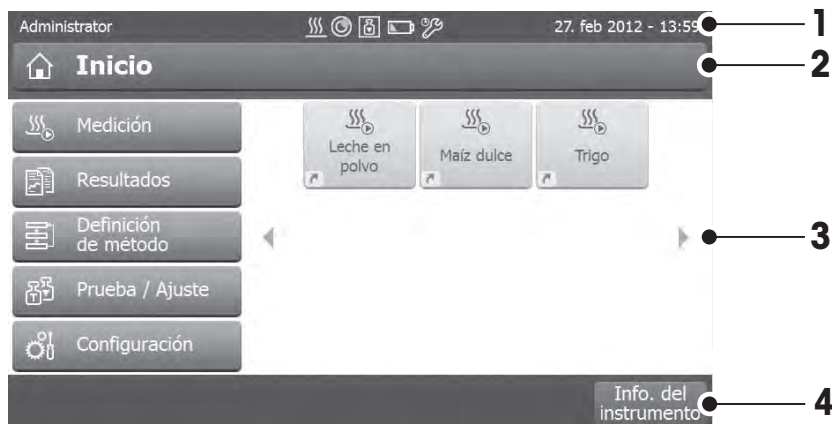 Administrator
27. feb 2012 - 13:59
1
Inicio
2
Medición
Resultados
Definición
de método
Prueba / Ajuste
Configuración
Leche en
polvo
Maíz dulce
Trigo
3
Info. del
instrumento
4